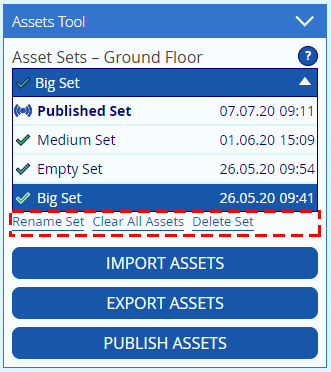 Assets Tool
Asset Sets – Ground Floor ?
Big Set
Published Set 07.07.20 09:11
Medium Set 01.06.20 15:09
Empty Set 26.05.20 09:54
Big Set 26.05.20 09:41
Rename Set Clear All Assets Delete Set
IMPORT ASSETS
EXPORT ASSETS
PUBLISH ASSETS